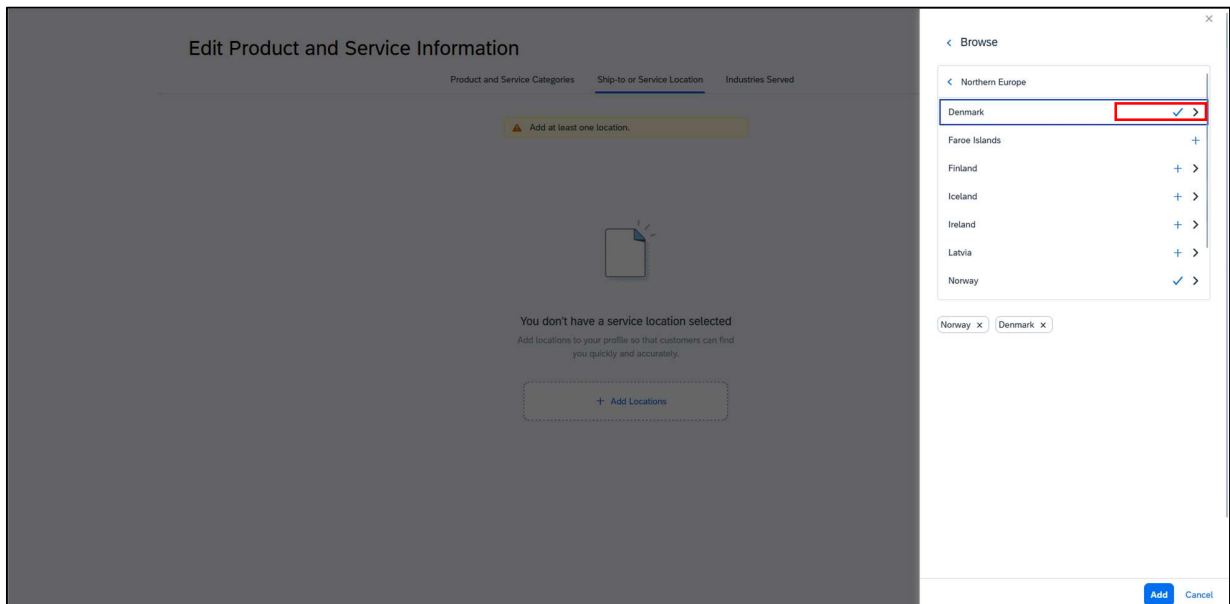 Edit Product and Service Information
Product and Service Categories Ship-to or Service Location Industries Served
Add at least one location.
You don't have a service location selected
Add locations to your profile so that customers can find
you quickly and accurately.
+ Add Locations
Browse
Northern Europe
Denmark
Faroe Islands
Finland
Iceland
Ireland
Latvia
Norway
Norway x Denmark x
Add Cancel